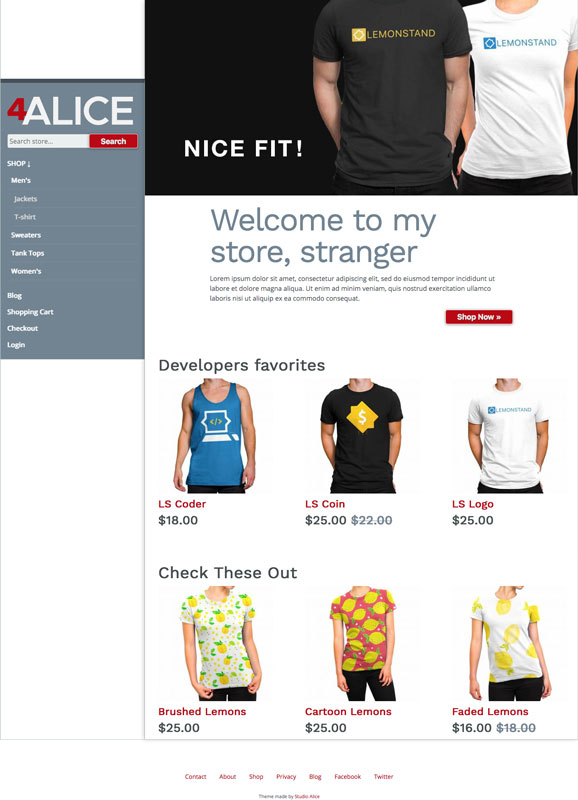 4ALICE
Search store...
Search
SHOP ↓
Men's
Jackets
T-shirt
Sweaters
Tank Tops
Women's
Blog
Shopping Cart
Checkout
Login
LEMONSTAND
LEMONSTAND
NICE FIT!
Welcome to my
store, stranger
Lorem ipsum dolor sit amet, consectetur adipiscing elit, sed do eiusmod tempor incididunt ut
labore et dolore magna aliqua. Ut enim ad minim veniam, quis nostrud exercitation ullamco
laboris nisi ut aliquip ex ea commodo consequat.
Shop Now »
Developers favorites
</>
$
LEMONSTAND
LS Coder
LS Coin
LS Logo
$18.00
$25.00 $22.00
$25.00
Check These Out
Brushed Lemons
Cartoon Lemons
Faded Lemons
$25.00
$25.00
$16.00 $18.00
Contact About Shop Privacy Blog Facebook Twitter
Theme made by Studio Alice